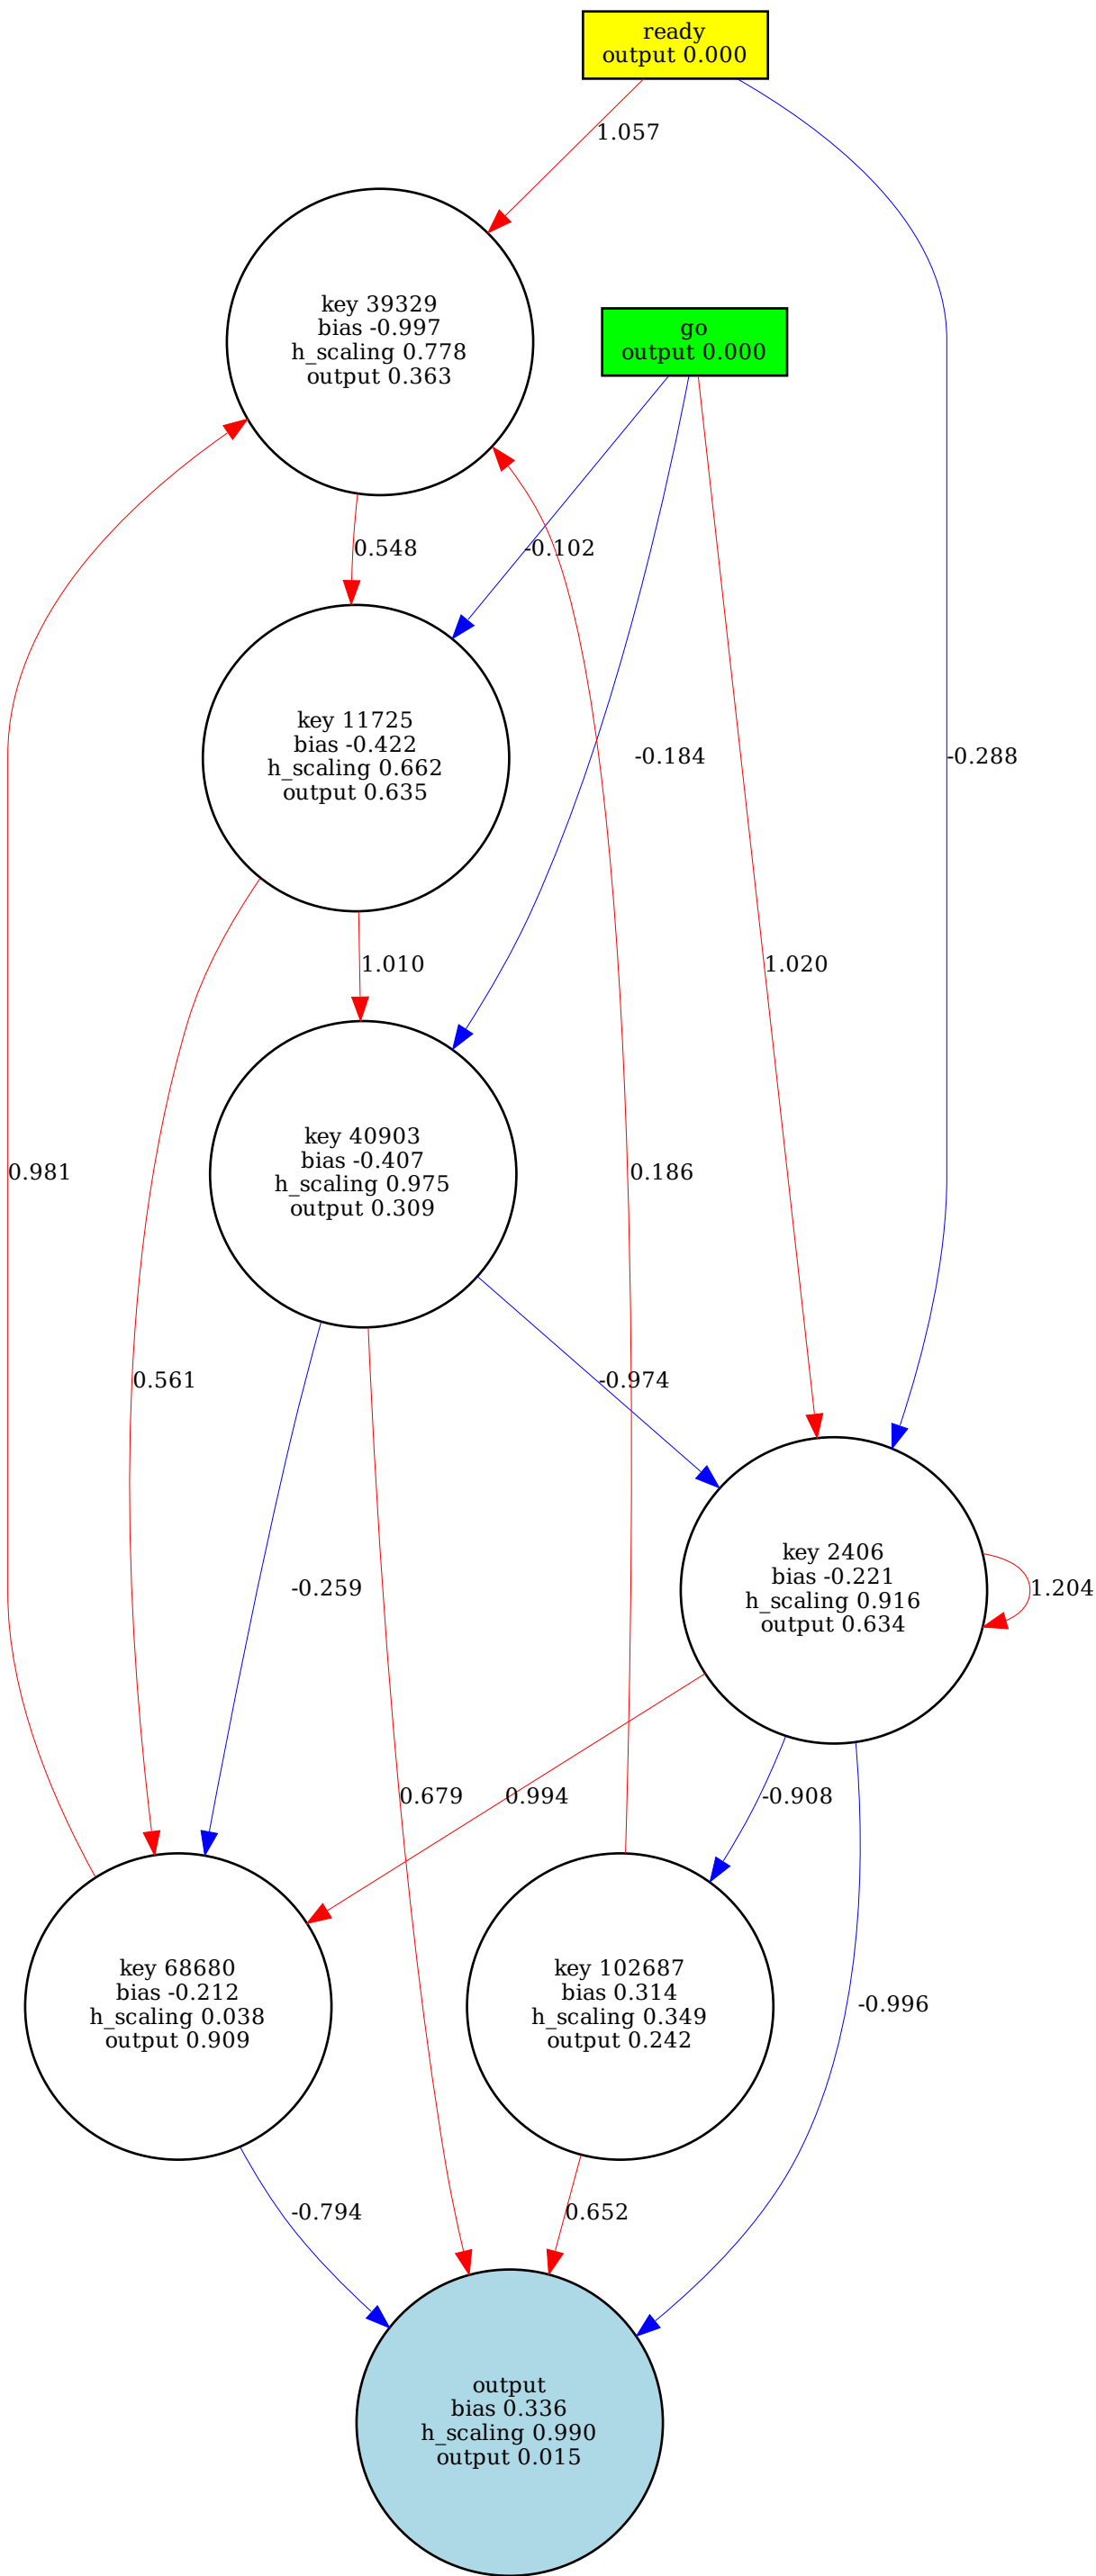 ready
output 0.000
1.057
key 39329
bias -0.997
h_scaling 0.778
output 0.363
go
output 0.000
0.548
-0.102
key 11725
bias -0.422
h_scaling 0.662
output 0.635
-0.184
-0.288
1.010
1.020
key 40903
bias -0.407
h_scaling 0.975
output 0.309
0.981
0.186
0.561
-0.974
key 2406
bias -0.221
h_scaling 0.916
output 0.634
-0.259
1.204
0.679
0.994
-0.908
key 68680
bias -0.212
h_scaling 0.038
output 0.909
key 102687
bias 0.314
h_scaling 0.349
output 0.242
-0.996
-0.794
0.652
output
bias 0.336
h_scaling 0.990
output 0.015